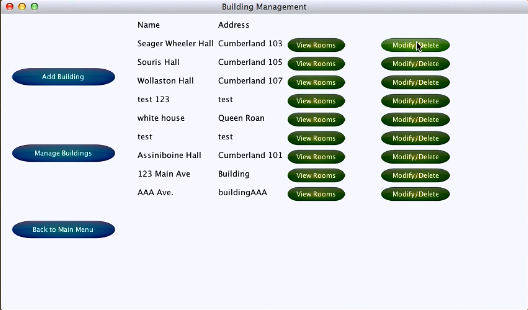 Building Management
Name Address
Seager Wheeler Hall Cumberland 103 View Rooms Modify/Delete
Souris Hall Cumberland 105 View Rooms Modify/Delete
Add Building
Wollaston Hall Cumberland 107 View Rooms Modify/Delete
test 123 test View Rooms Modify/Delete
white house Queen Roan View Rooms Modify/Delete
test test View Rooms Modify/Delete
Manage Buildings
Assiniboine Hall Cumberland 101 View Rooms Modify/Delete
123 Main Ave Building View Rooms Modify/Delete
AAA Ave. buildingAAA View Rooms Modify/Delete
Back to Main Menu